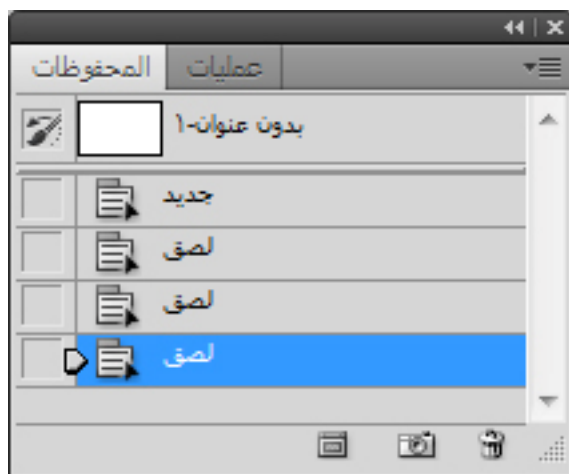 المحفوظات
عمليات
بدون عنوان-١
جديد
لصق
لصق
لصق